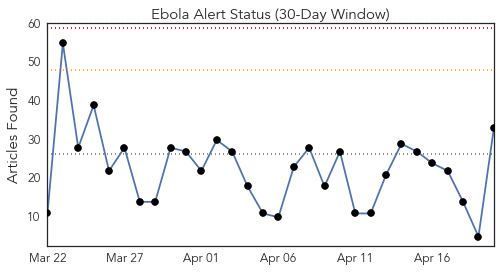 Ebola Alert Status (30-Day Window)
Articles Found
60
50
40
30
20
10
Mar 22 Mar 27 Apr 01 Apr 06 Apr 11 Apr 16